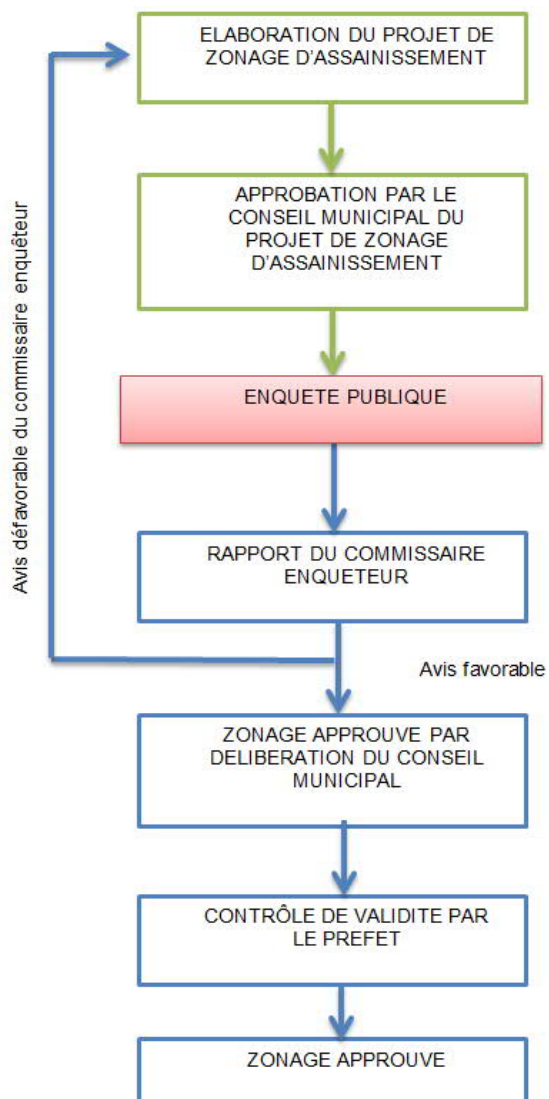 ELABORATION DU PROJET DE
ZONAGE D'ASSAINISSEMENT
APPROBATION PAR LE
CONSEIL MUNICIPAL DU
PROJET DE ZONAGE
D'ASSAINISSEMENT
Avis défavorable du commissaire enquêteur
ENQUETE PUBLIQUE
RAPPORT DU COMMISSAIRE
ENQUETEUR
Avis favorable
ZONAGE APPROUVE PAR
DELIBERATION DU CONSEIL
MUNICIPAL
CONTRÔLE DE VALIDITE PAR
LE PREFET
ZONAGE APPROUVE